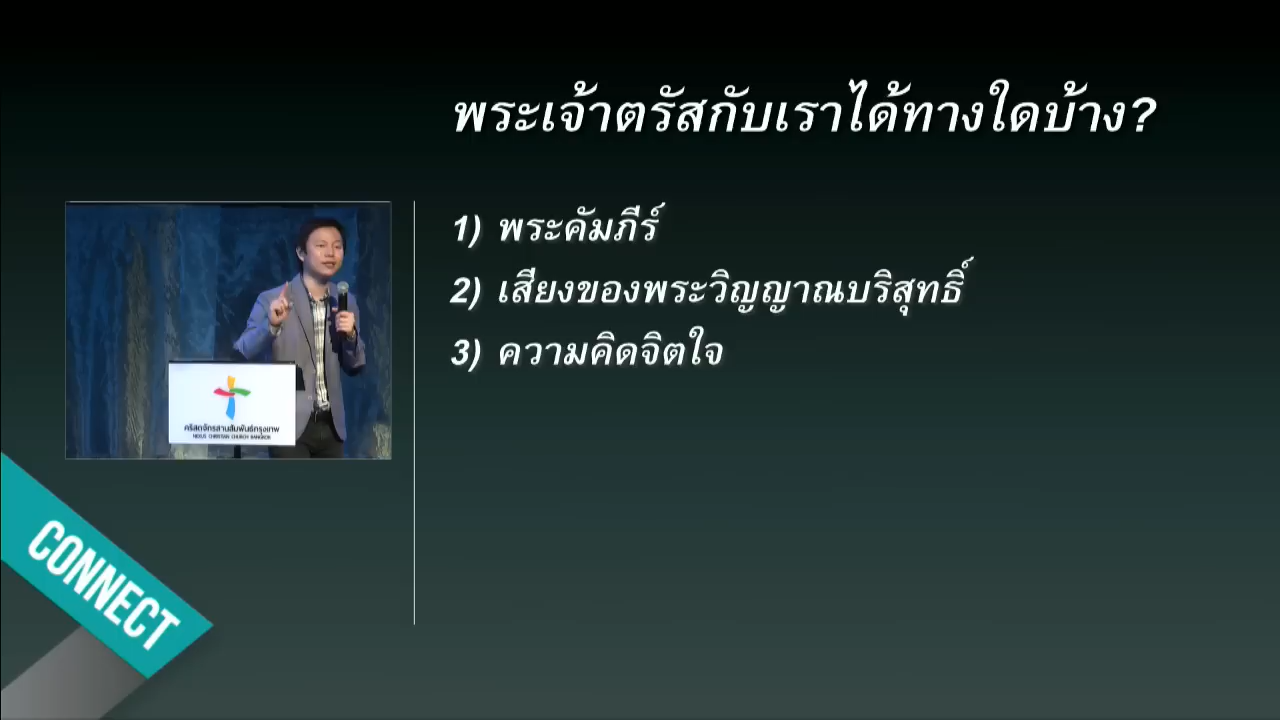 พระเจ้าตรัสกับเราได้ทางใดบ้าง?
1) พระคัมภีร์
2) เสียงของพระวิญญาณบริสุทธิ์
3) ความคิดจิตใจ
คริสตจักรสานสัมพันธ์กรุงเทพ
NEXUS CHRISTIAN CHURCH BANGKOK
CONNECT